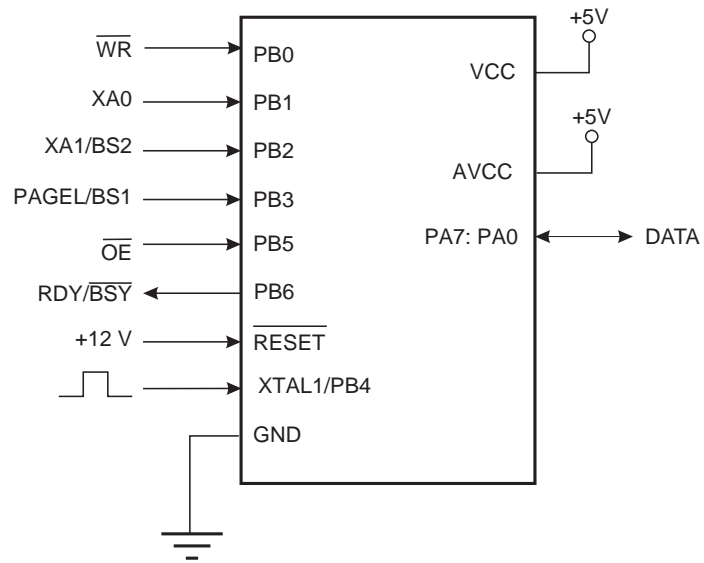 +5V
WR
PB0
VCC
XA0
PB1
+5V
XA1/BS2
PB2
AVCC
PAGEL/BS1
PB3
OE
PB5
PA7: PA0
DATA
RDY/BSY
PB6
+12 V
RESET
XTAL1/PB4
GND